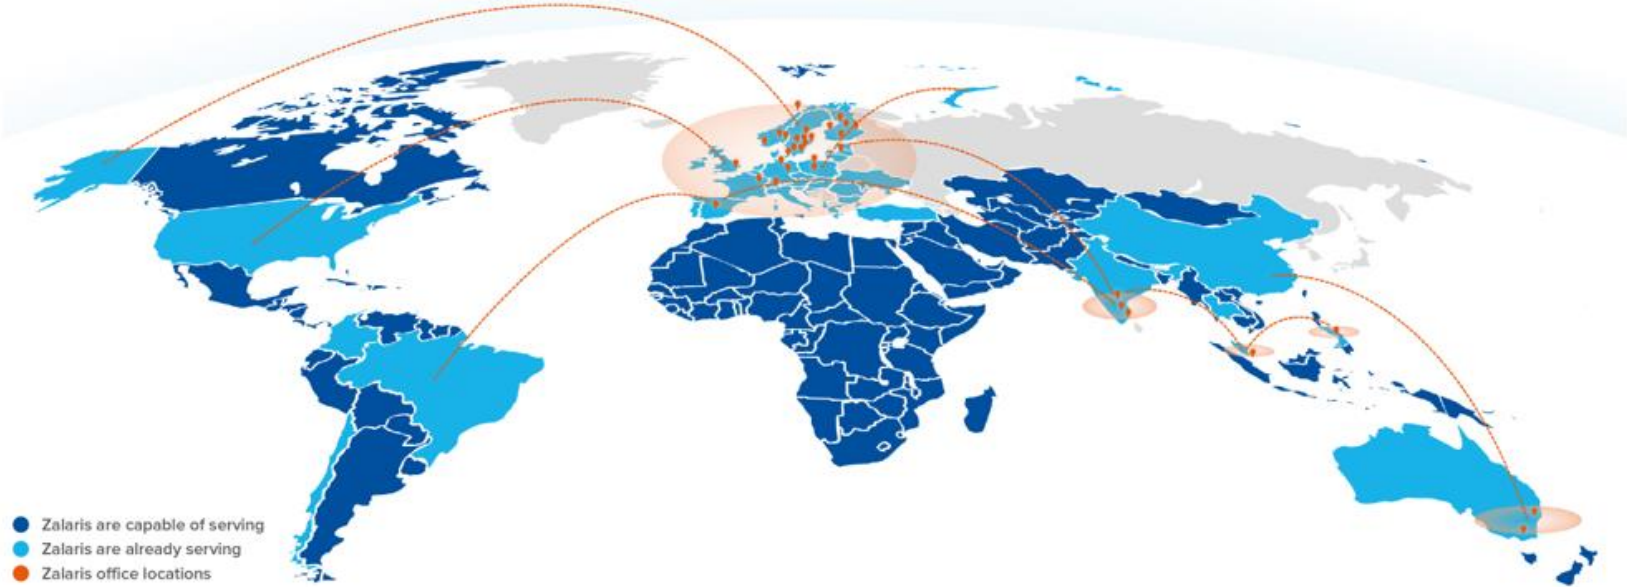 Zalaris are capable of serving
Zalaris are already serving
Zalaris office locations